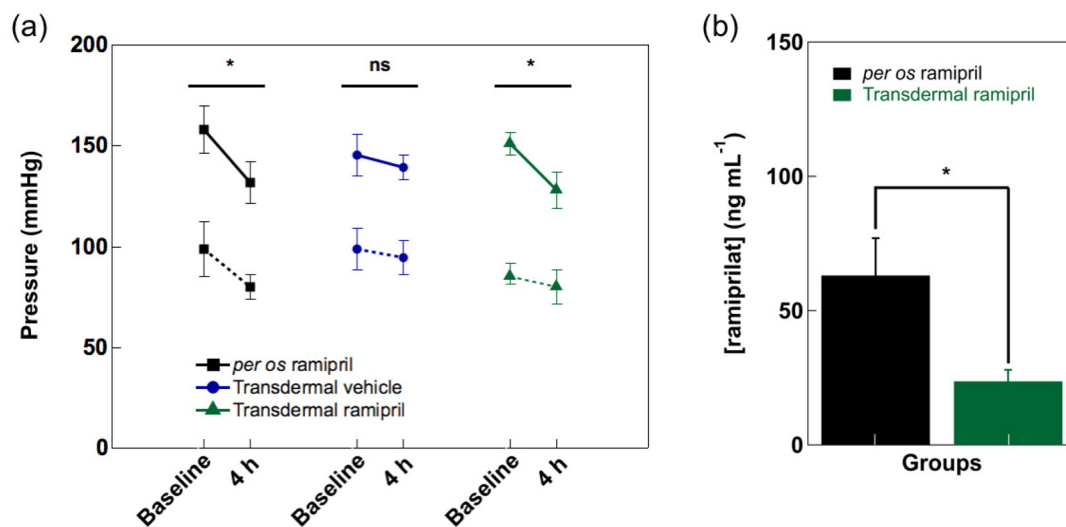 (a)
Pressure (mmHg)
200
150
100
50
0
*
ns
*
per os ramipril
Transdermal vehicle
Transdermal ramipril
Baseline
4 h
Baseline
4 h
Baseline
4 h
(b)
[ramiprilat] (ng mL⁻¹)
150
100
50
0
per os ramipril
Transdermal ramipril
*
Groups